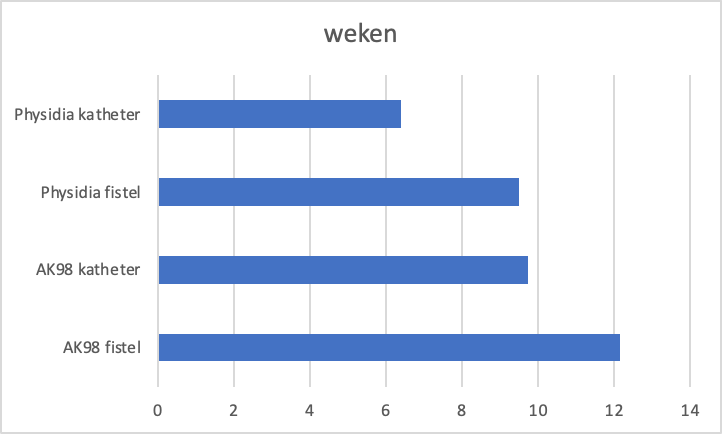 weken
Physidia katheter
Physidia fistel
AK98 katheter
AK98 fistel
0 2 4 6 8 10 12 14